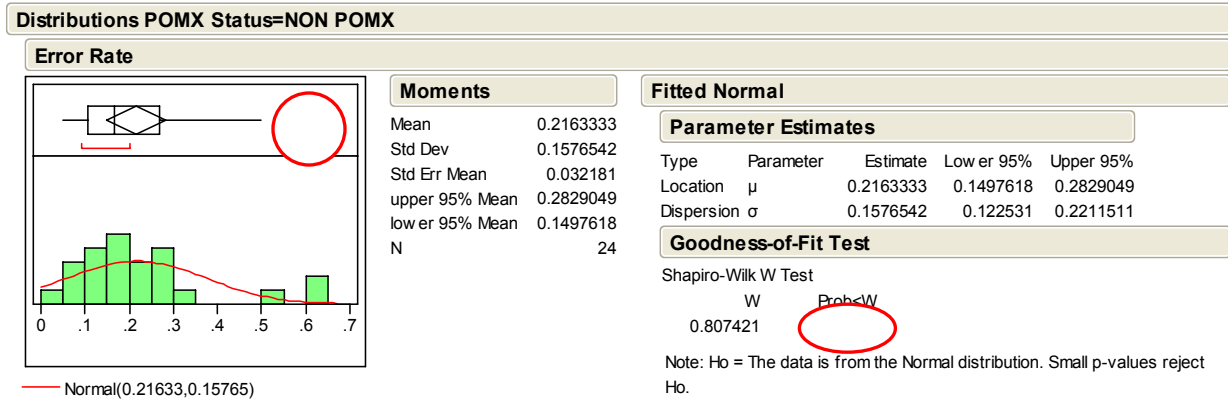 Distributions POMX Status=NON POMX
Error Rate
0 .1 .2 .3 .4 .5 .6 .7
Normal(0.21633,0.15765)
Moments
Mean 0.2163333
Std Dev 0.1576542
Std Err Mean 0.032181
upper 95% Mean 0.2829049
lower 95% Mean 0.1497618
N 24
Fitted Normal
Parameter Estimates
Type Parameter Estimate Lower 95% Upper 95%
Location μ 0.2163333 0.1497618 0.2829049
Dispersion σ 0.1576542 0.122531 0.2211511
Goodness-of-Fit Test
Shapiro-Wilk W Test
W Prob<W
0.807421
Note: Ho = The data is from the Normal distribution. Small p-values reject
Ho.